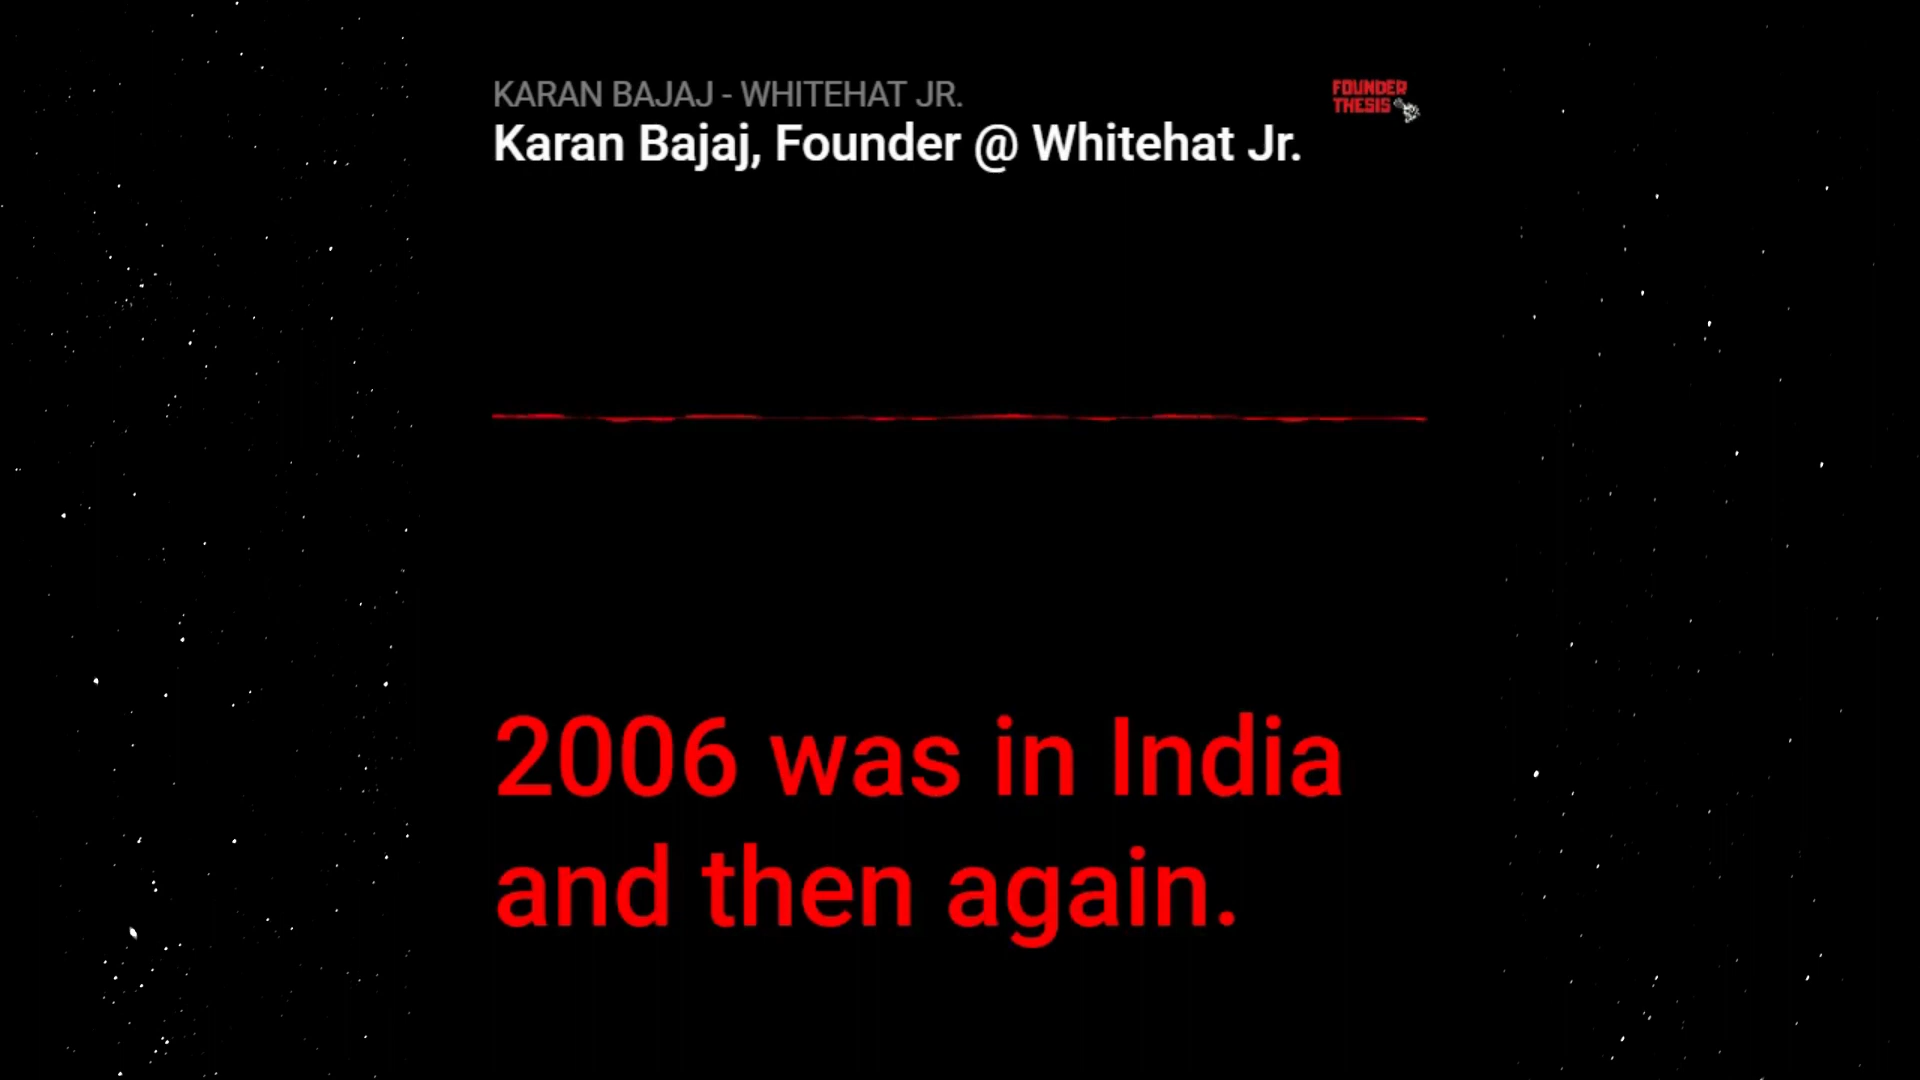 KARAN BAJAJ - WHITEHAT JR.
Karan Bajaj, Founder @ Whitehat Jr.
FOUNDER
THESIS
2006 was in India
and then again.